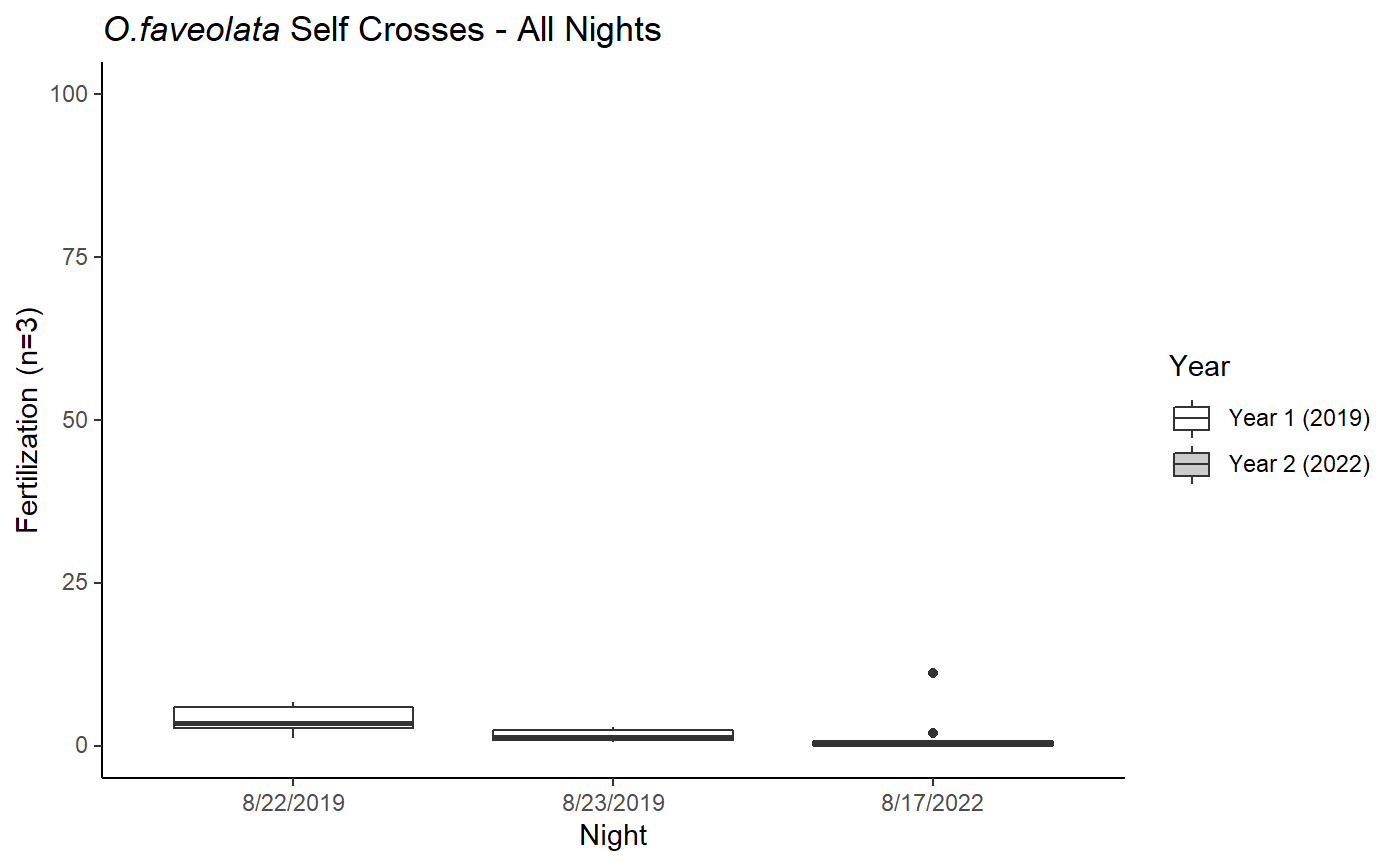 O.faveolata Self Crosses - All Nights
100
75
50
25
0
Fertilization (n=3)
8/22/2019 8/23/2019 8/17/2022
Night
Year
Year 1 (2019)
Year 2 (2022)